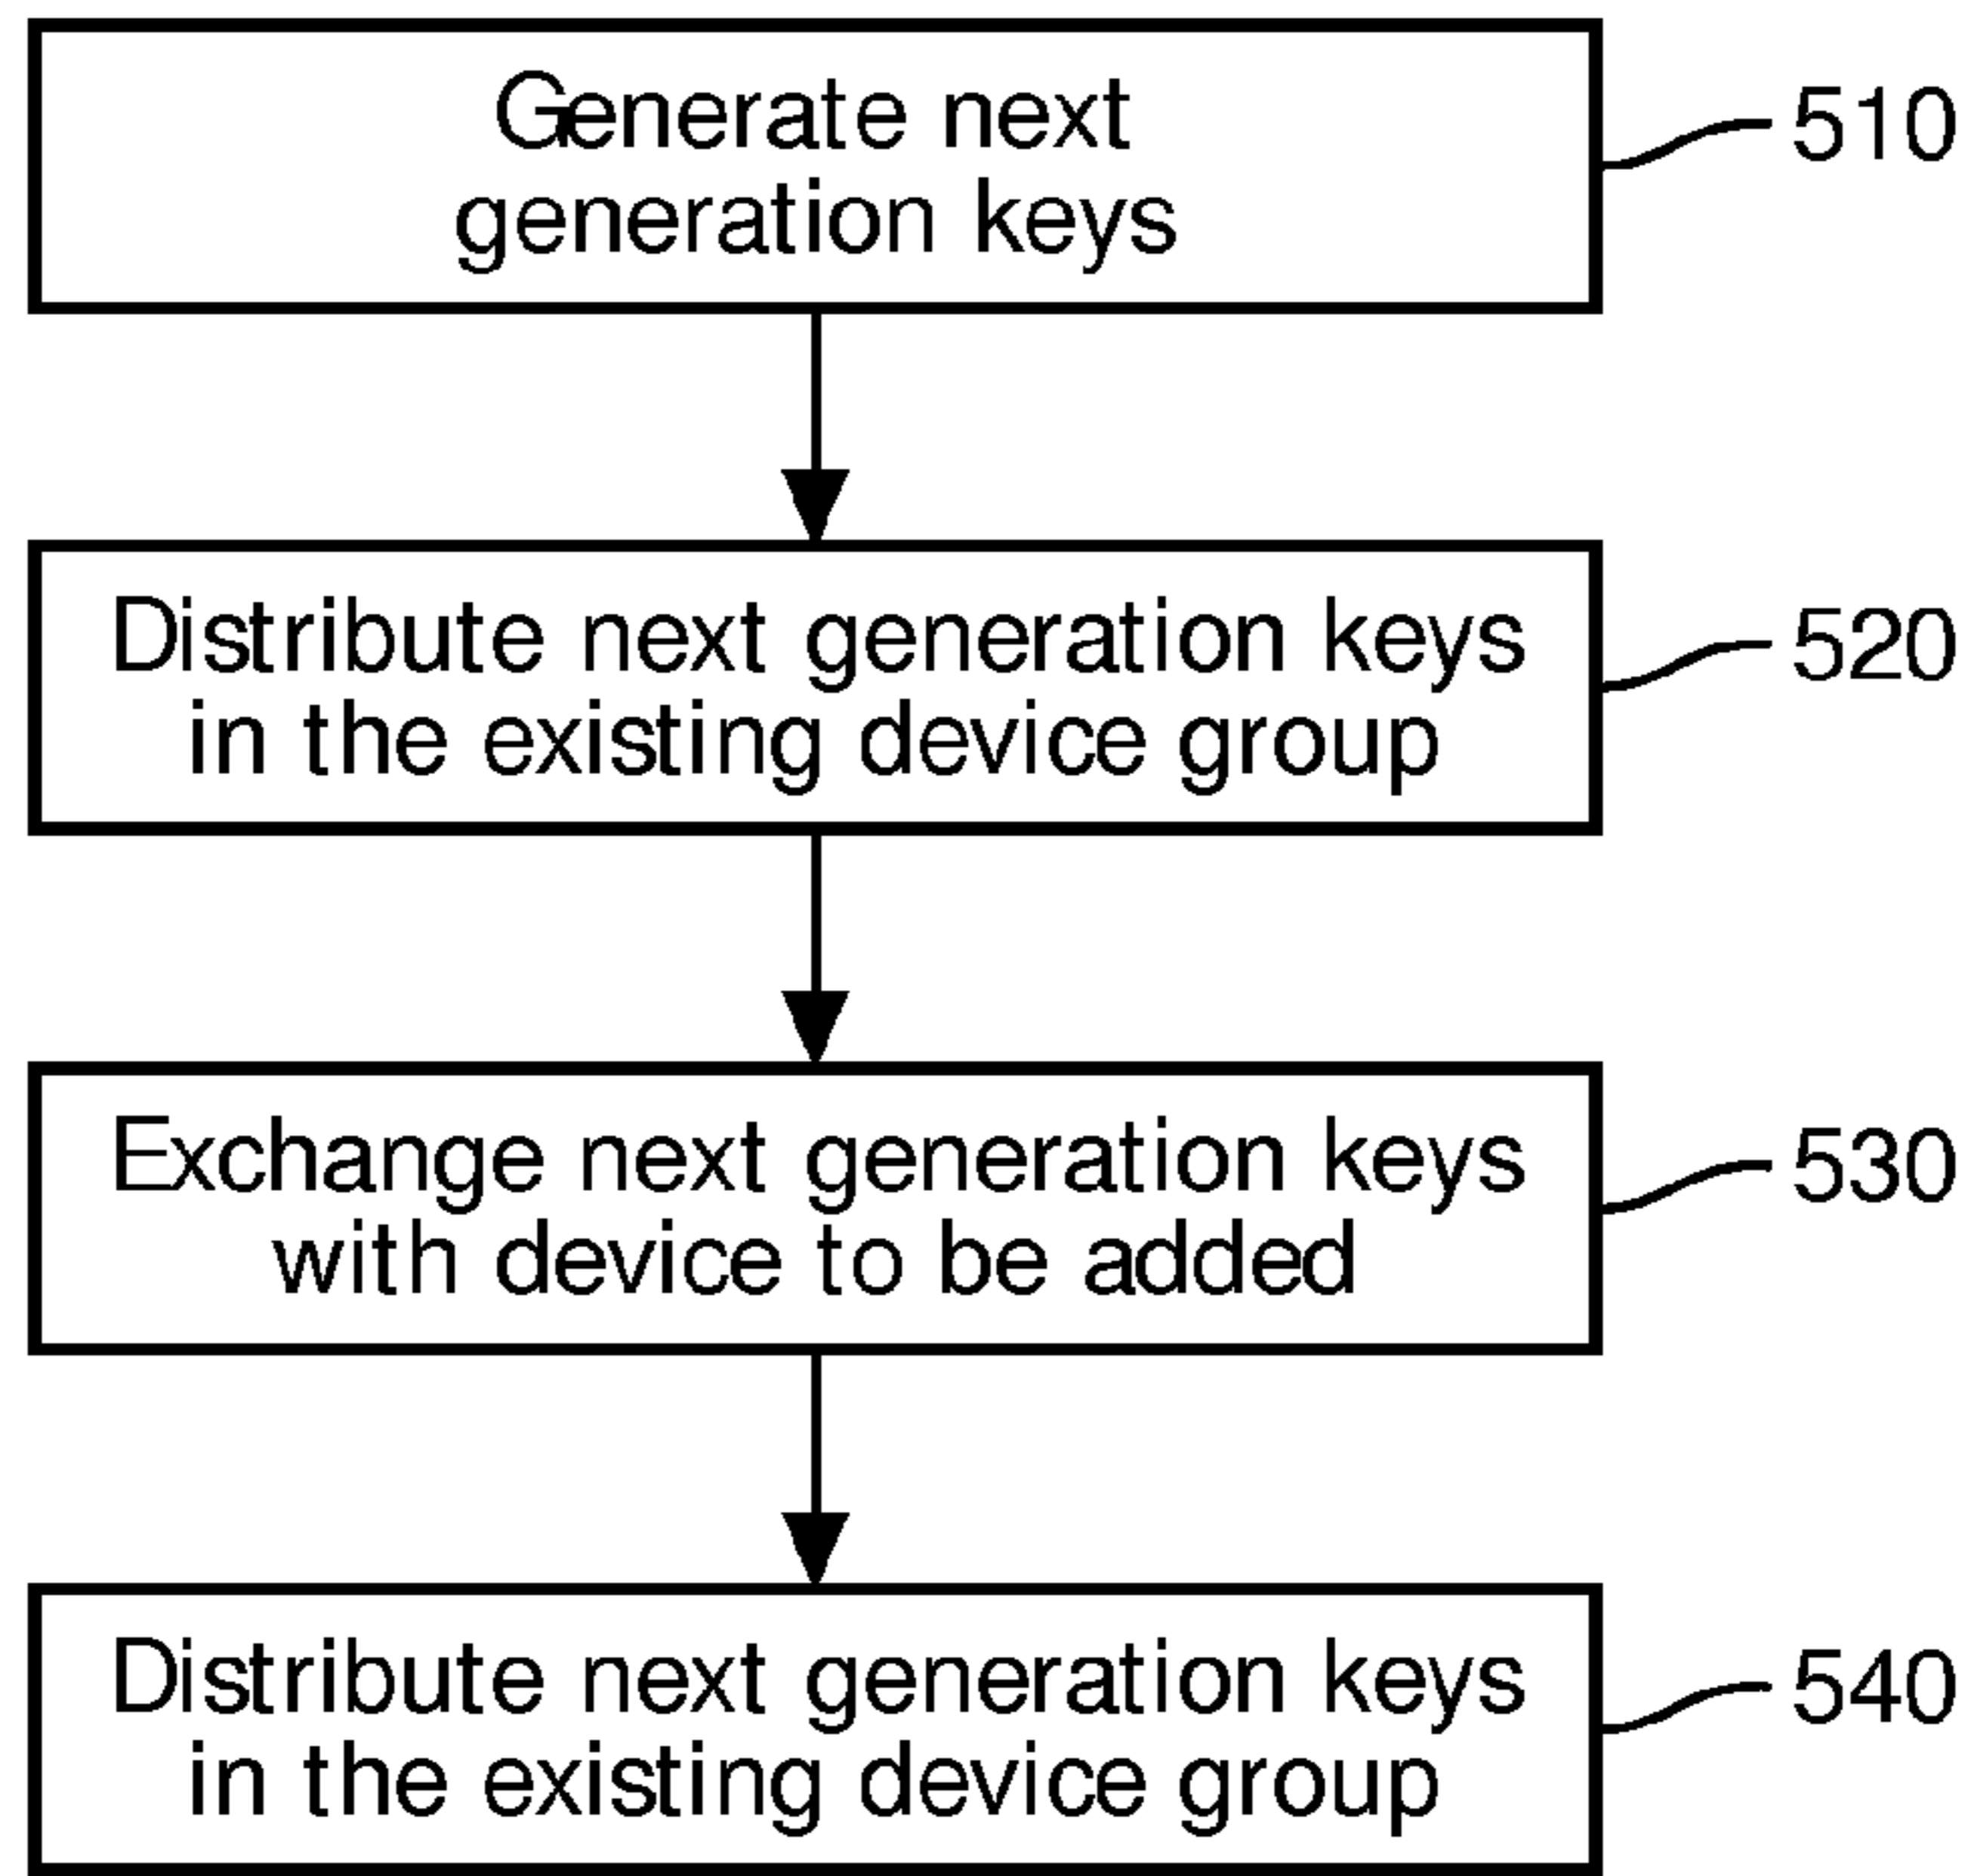 Generate next
generation keys
510
Distribute next generation keys
in the existing device group
520
Exchange next generation keys
with device to be added
530
Distribute next generation keys
in the existing device group
540